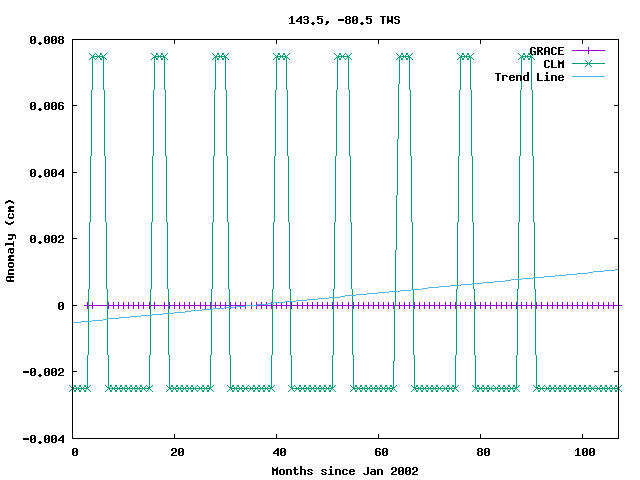 143.5, -80.5 TWS
0.008
GRACE
CLM
Trend Line
0.006
0.004
0.002
0
-0.002
-0.004
Anomaly (cm)
0 20 40 60 80 100
Months since Jan 2002